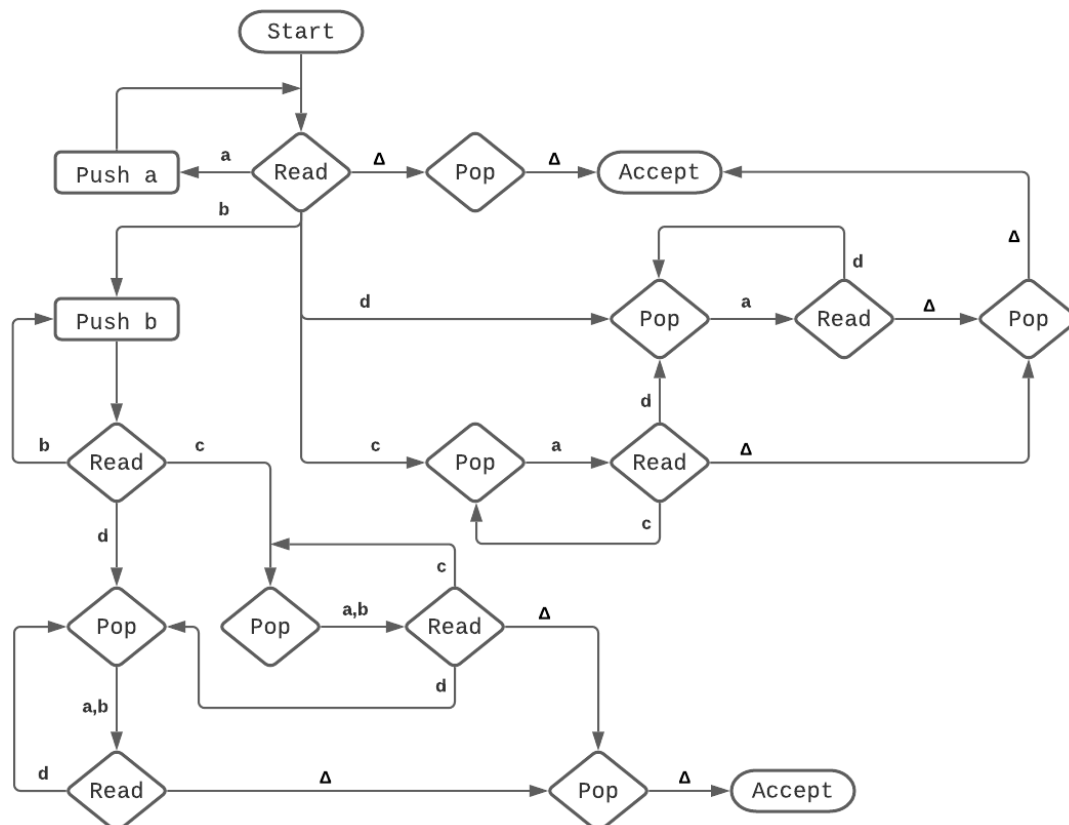 Start
a
Δ
Δ
Push a
Read
Pop
Accept
b
Δ
d
Push b
d
a
Δ
Pop
Read
Pop
d
b
c
c
a
Δ
Read
Pop
Read
c
d
c
a,b
Δ
Pop
Pop
Read
d
a,b
d
Δ
Δ
Read
Pop
Accept